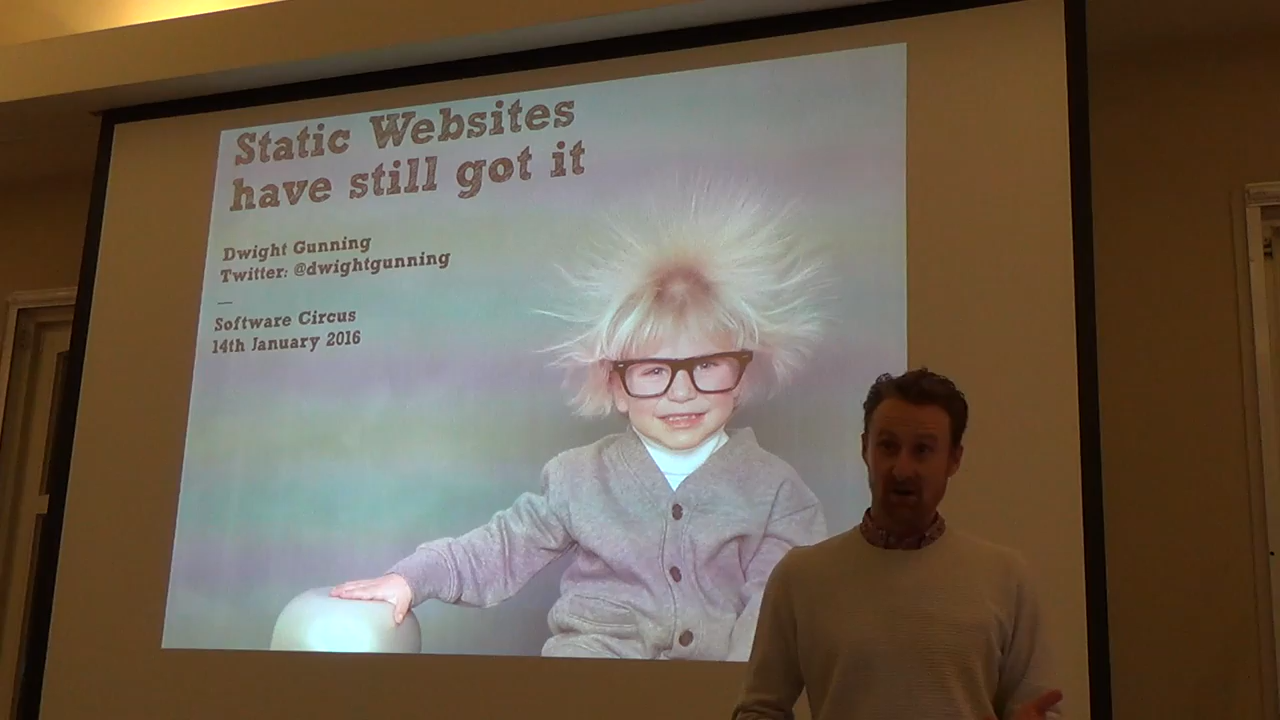 Static Websites
have still got it
Dwight Gunning
Twitter: @dwightgunning
—
Software Circus
14th January 2016